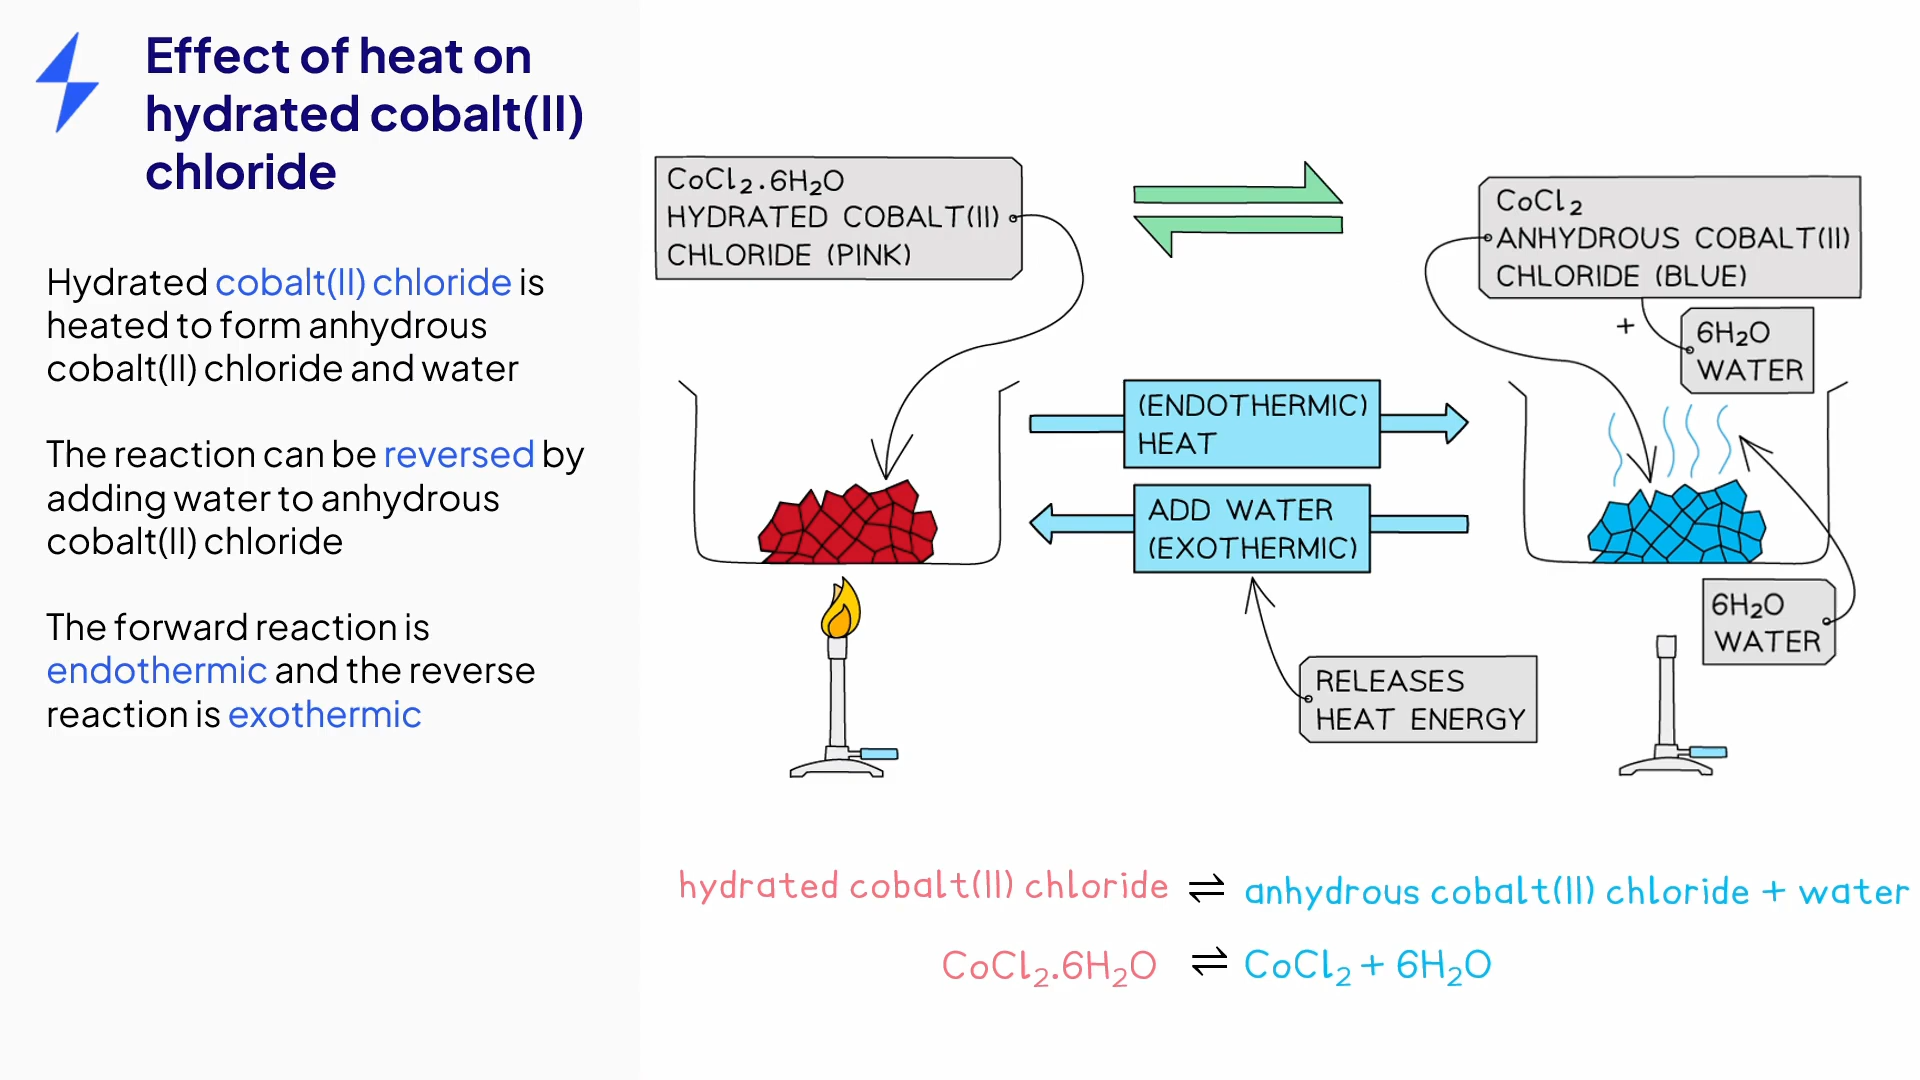 Effect of heat on
hydrated cobalt(II)
chloride
Hydrated cobalt(II) chloride is
heated to form anhydrous
cobalt(II) chloride and water
The reaction can be reversed by
adding water to anhydrous
cobalt(II) chloride
The forward reaction is
endothermic and the reverse
reaction is exothermic
CoCl₂.6H₂O
HYDRATED COBALT(II)
CHLORIDE (PINK)
CoCl₂
ANHYDROUS COBALT(II)
CHLORIDE (BLUE)
+
6H₂O
WATER
(ENDOTHERMIC)
HEAT
ADD WATER
(EXOTHERMIC)
6H₂O
WATER
RELEASES
HEAT ENERGY
hydrated cobalt(II) chloride ⇌ anhydrous cobalt(II) chloride + water
CoCl₂.6H₂O ⇌ CoCl₂ + 6H₂O